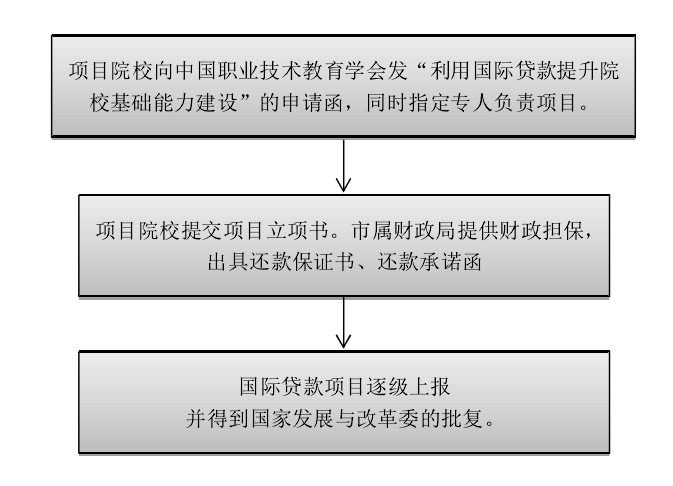 项目院校向中国职业技术教育学会发“利用国际贷款提升院
校基础能力建设”的申请函，同时指定专人负责项目。
项目院校提交项目立项书。市属财政局提供财政担保，
出具还款保证书、还款承诺函
国际贷款项目逐级上报
并得到国家发展与改革委的批复。